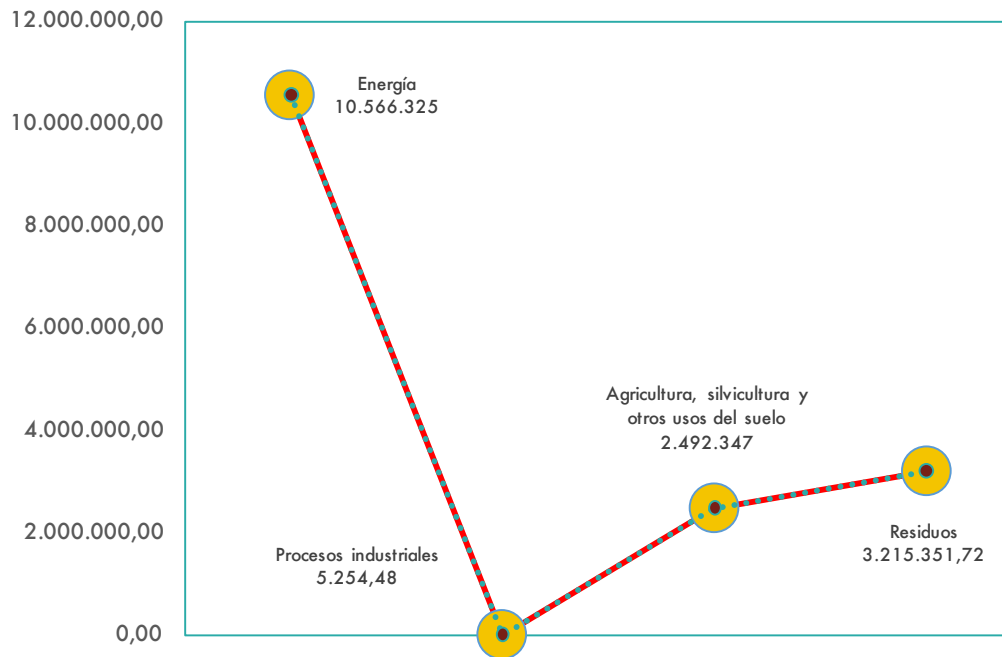 12.000.000,00
10.000.000,00
8.000.000,00
6.000.000,00
4.000.000,00
2.000.000,00
0,00
Energía
10.566.325
Procesos industriales
5.254,48
Agricultura, silvicultura y
otros usos del suelo
2.492.347
Residuos
3.215.351,72